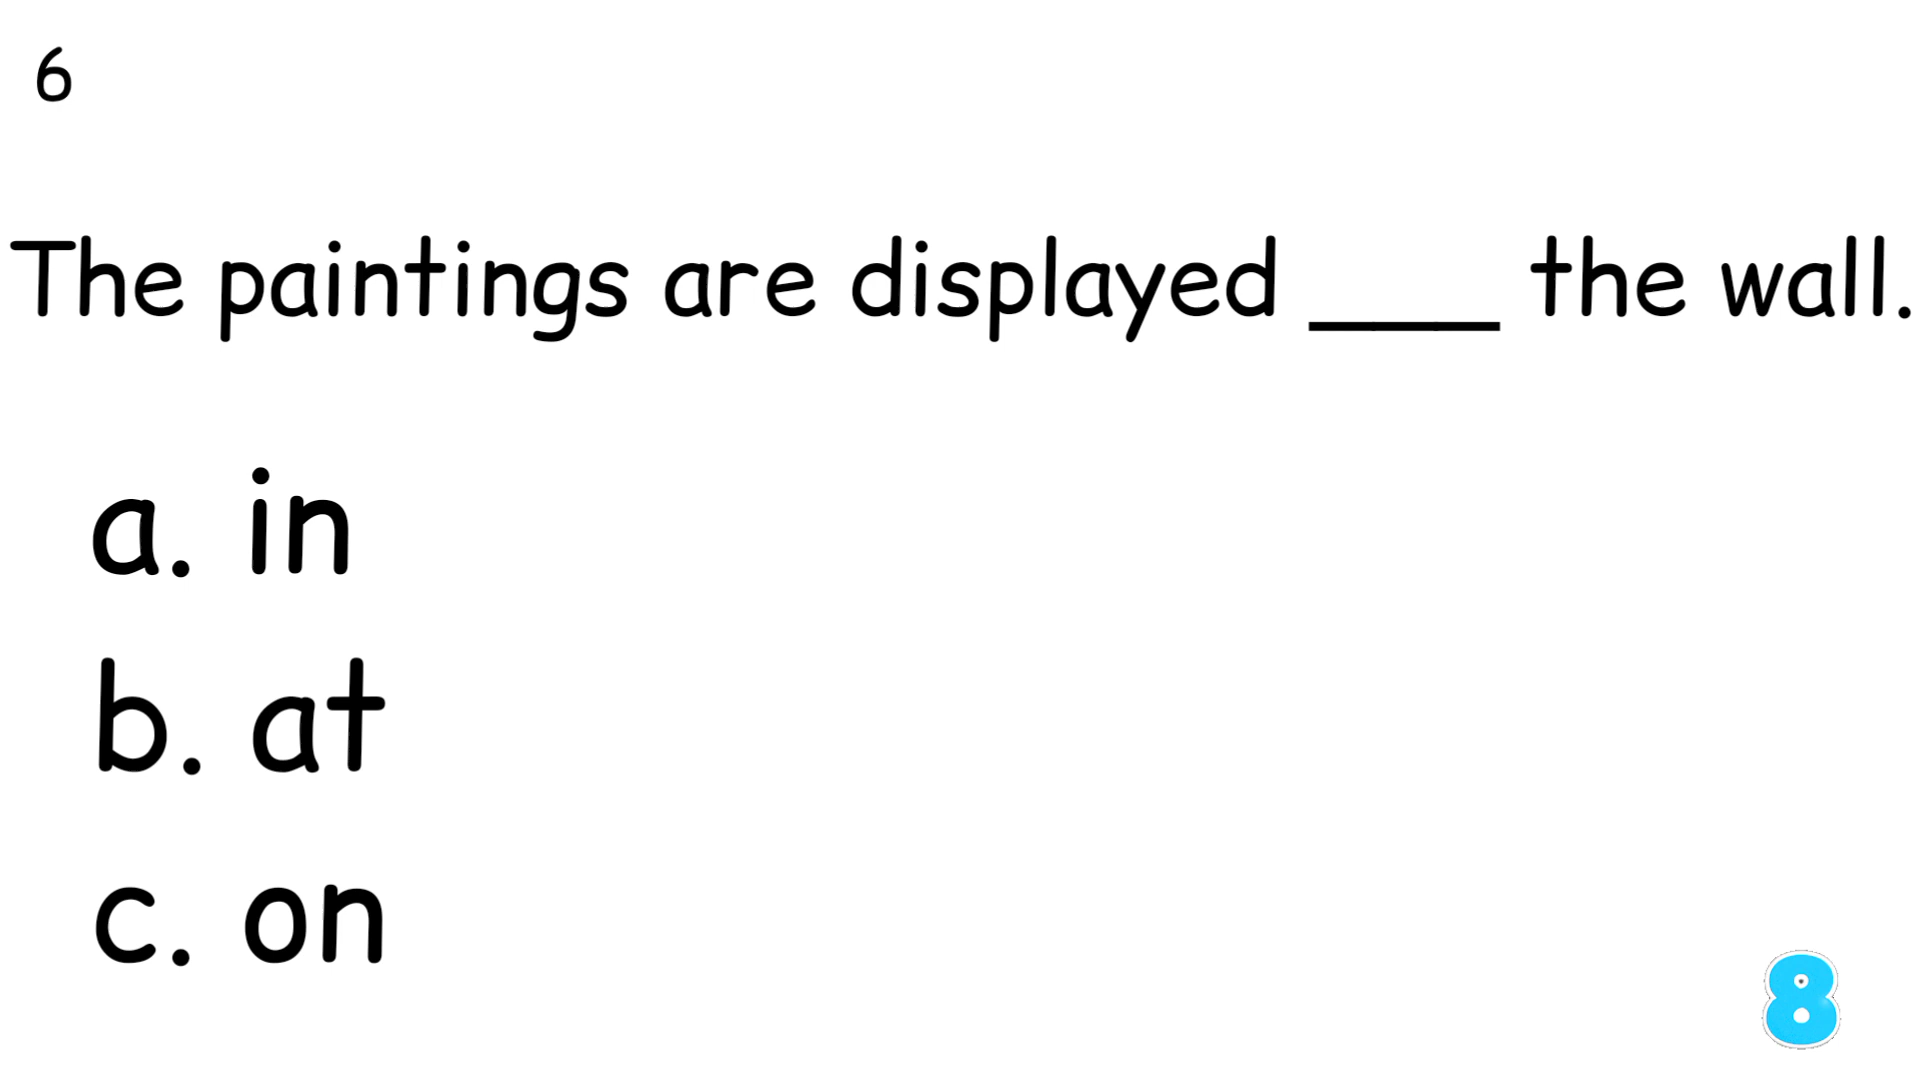 6
The paintings are displayed ___ the wall.
a. in
b. at
c. on
8